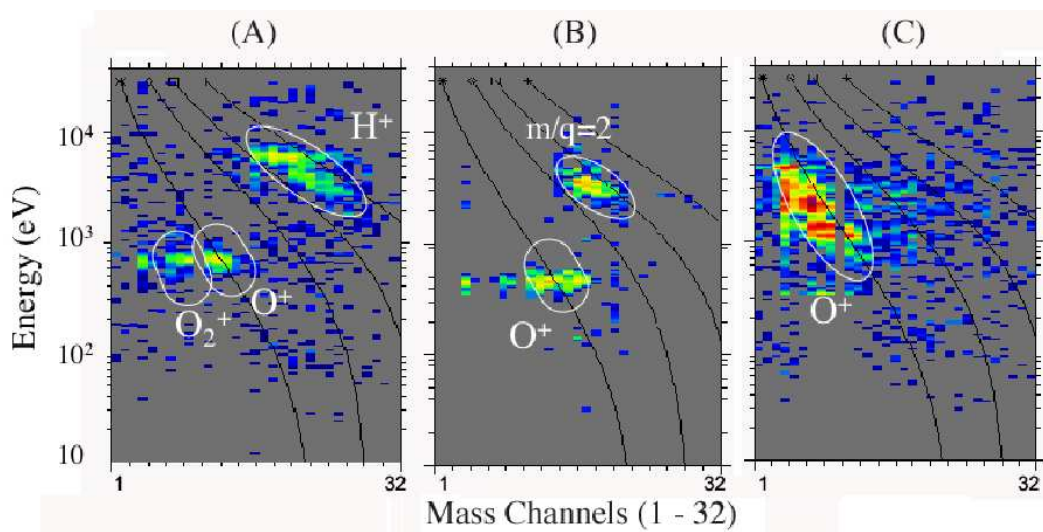 (A) (B) (C)
Energy (eV)
10⁴
10³
10²
10
H⁺
O₂⁺
O⁺
m/q=2
O⁺
O⁺
1 32 1 32 1 32
Mass Channels (1 - 32)